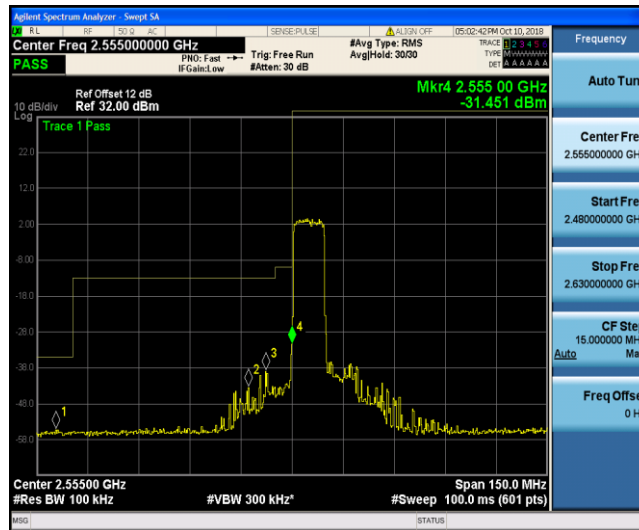 Agilent Spectrum Analyzer - Swept SA
RL RF 50 Ω AC SENSE:PULSE ALIGN OFF 05:02:42 PM Oct 10, 2018
Center Freq 2.555000000 GHz
PASS
PNO: Fast
IFGain:Low
Trig: Free Run
#Atten: 30 dB
#Avg Type: RMS
Avg|Hold: 30/30
TRACE 1 2 3 4 5 6
TYPE
DET A A A A A A
Mkr4 2.555 00 GHz
-31.451 dBm
Ref Offset 12 dB
Ref 32.00 dBm
10 dB/div
Log
Trace 1 Pass
22.0
12.0
2.00
-8.00
-18.0
-28.0
-38.0
-48.0
-58.0
1
2
3
4
Center 2.55500 GHz
Span 150.0 MHz
#Res BW 100 kHz
#VBW 300 kHz*
#Sweep 100.0 ms (601 pts)
MSG
STATUS
Frequency
Auto Tun
Center Fre
2.555000000 GH
Start Fre
2.480000000 GH
Stop Fre
2.630000000 GH
CF Ste
15.000000 MH
Auto Ma
Freq Offse
0 H